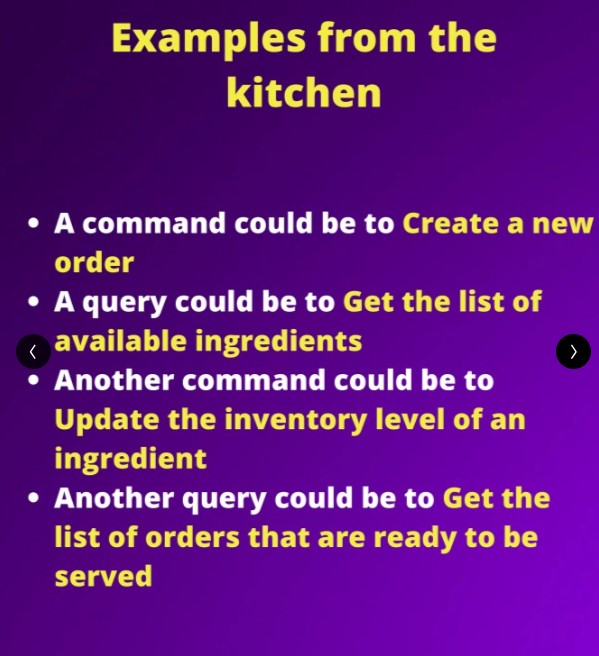 Examples from the
kitchen
• A command could be to Create a new
order
• A query could be to Get the list of
available ingredients
• Another command could be to
Update the inventory level of an
ingredient
• Another query could be to Get the
list of orders that are ready to be
served